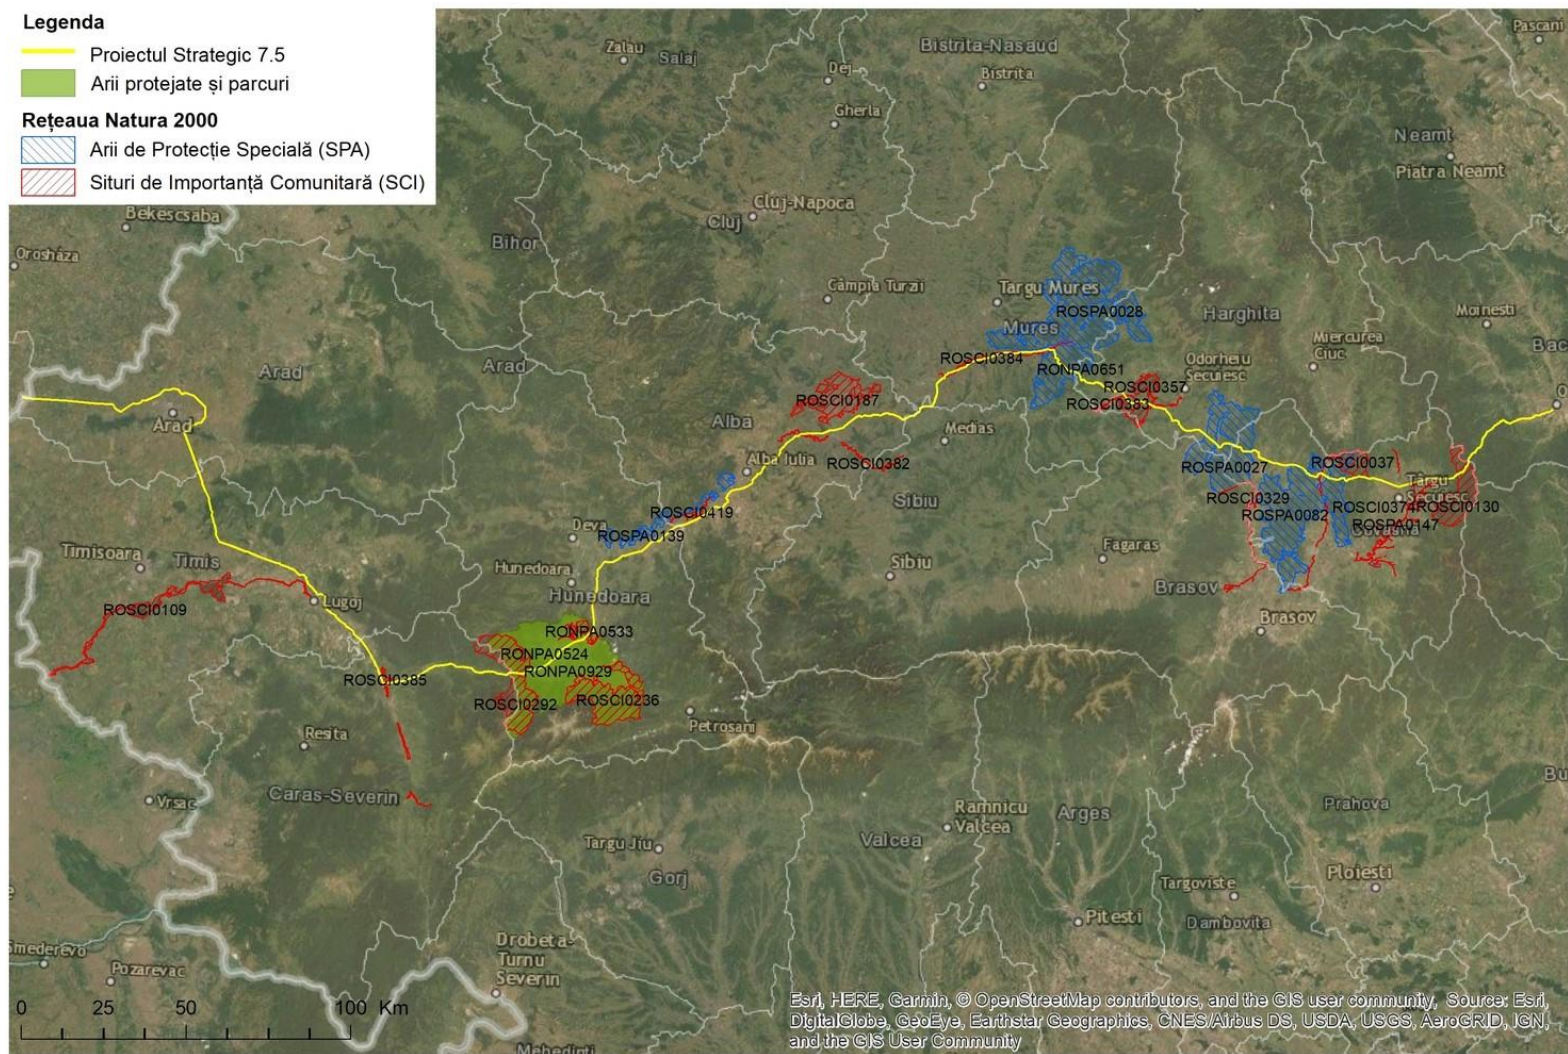 Legenda
Proiectul Strategic 7.5
Arii protejate și parcuri
Rețeaua Natura 2000
Arii de Protecție Specială (SPA)
Situri de Importanță Comunitară (SCI)
Pascani
Zalau
Salaj
Bistrita-Nasaud
Dej
Bistrita
Gherla
Neamt
Piatra Neamt
Bekescsaba
Cluj-Napoca
Cluj
Bihor
Orosháza
Câmpia Turzii
Targu Mures
ROSPA0028
Harghita
Moinesti
Mures
Miercurea
Ciuc
Bac
ROSCI0384
Odorheiu
Secuiesc
Arad
Arad
RONPA0651
ROSCI0357
ROSCI0187
ROSCI0383
Arad
Alba
Medias
Alba Iulia
ROSCI0382
ROSPA0027
ROSCI0037
Targu
Secuiesc
Sibiu
ROSCI0329
ROSCI0374
ROSCI0130
ROSCI0419
ROSPA0082
ROSPA0147
Deva
ROSPA0139
Timisoara
Timis
Fagaras
Hunedoara
Sibiu
Brasov
Hunedoara
Lugoj
ROSCI0109
Brasov
RONPA0533
RONPA0524
RONPA0929
ROSCI0385
ROSCI0292
ROSCI0236
Petrosani
Resita
Caras-Severin
Vrsac
Ramnicu
Valcea
Arges
Prahova
Bu
Targu Jiu
Valcea
Gorj
Ploiesti
Targoviste
Pitesti
Dambovita
Smederevo
Pozarevac
Drobeta-
Turnu
Severin
0 25 50 100 Km
Esri, HERE, Garmin, © OpenStreetMap contributors, and the GIS user community, Source: Esri,
DigitalGlobe, GeoEye, Earthstar Geographics, CNES/Airbus DS, USDA, USGS, AeroGRID, IGN,
and the GIS User Community
Mehedinti